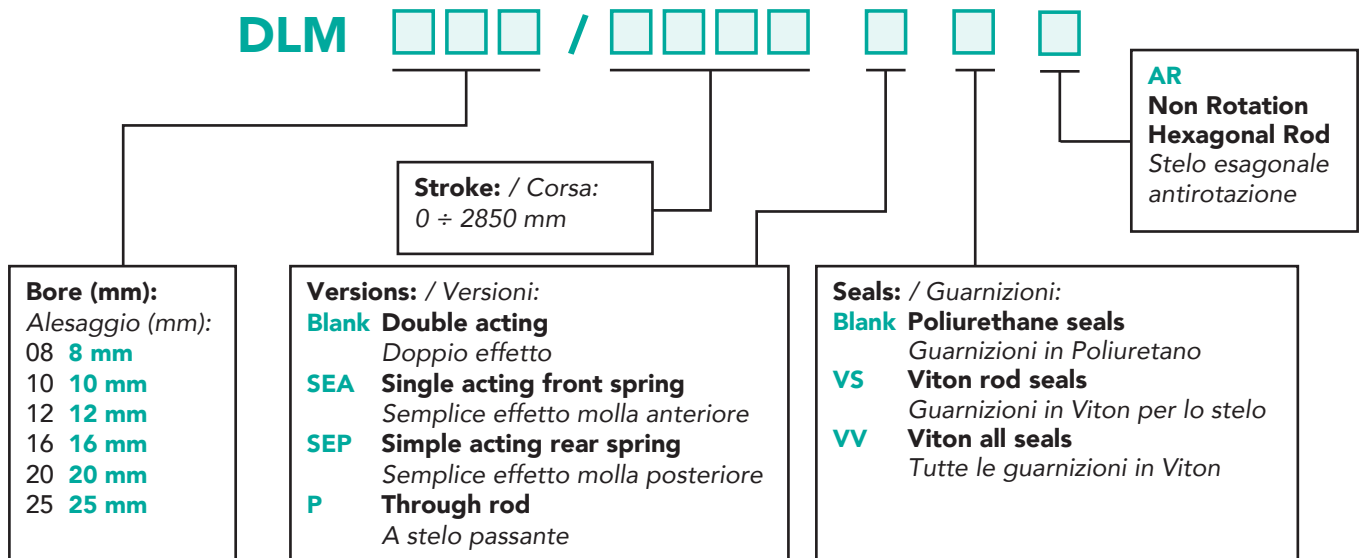 DLM /
AR
Non Rotation
Hexagonal Rod
Stelo esagonale
antirotazione
Stroke: / Corsa:
0 ÷ 2850 mm
Bore (mm):
Alesaggio (mm):
08 8 mm
10 10 mm
12 12 mm
16 16 mm
20 20 mm
25 25 mm
Versions: / Versioni:
Blank Double acting
Doppio effetto
SEA Single acting front spring
Semplice effetto molla anteriore
SEP Simple acting rear spring
Semplice effetto molla posteriore
P Through rod
A stelo passante
Seals: / Guarnizioni:
Blank Poliurethane seals
Guarnizioni in Poliuretano
VS Viton rod seals
Guarnizioni in Viton per lo stelo
VV Viton all seals
Tutte le guarnizioni in Viton